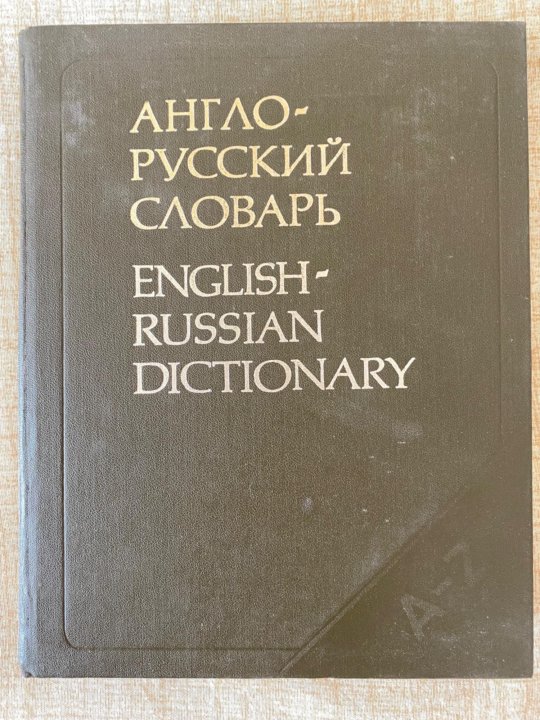 АНГЛО-
РУССКИЙ
СЛОВАРЬ
ENGLISH-
RUSSIAN
DICTIONARY
A-Z